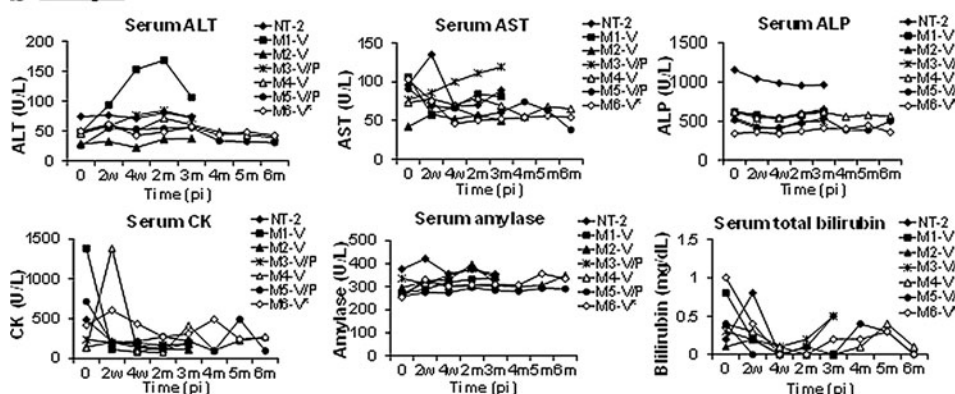 Serum ALT
ALT (U/L)
200
150
100
50
0
0 2w 4w 2m 3m 4m 5m 6m
Time (pi)
NT-2
M1-V
M2-V
M3-V/P
M4-V
M5-V/P
M6-V*
Serum AST
AST (U/L)
150
100
50
0
0 2w 4w 2m 3m 4m 5m 6m
Time (pi)
NT-2
M1-V
M2-V
M3-V/P
M4-V
M5-V/P
M6-V*
Serum ALP
ALP (U/L)
1500
1000
500
0
0 2w 4w 2m 3m 4m 5m 6m
Time (pi)
NT-2
M1-V
M2-V
M3-V/P
M4-V
M5-V/P
M6-V*
Serum CK
CK (U/L)
1500
1000
500
0
0 2w 4w 2m 3m 4m 5m 6m
Time (pi)
NT-2
M1-V
M2-V
M3-V/P
M4-V
M5-V/P
M6-V*
Serum amylase
Amylase (U/L)
500
400
300
200
100
0
0 2w 4w 2m 3m 4m 5m 6m
Time (pi)
NT-2
M1-V
M2-V
M3-V/P
M4-V
M5-V/P
M6-V*
Serum total bilirubin
Bilirubin (mg/dL)
1.5
1
0.5
0
0 2w 4w 2m 3m 4m 5m 6m
Time (pi)
NT-2
M1-V
M2-V
M3-V/P
M4-V
M5-V/P
M6-V*